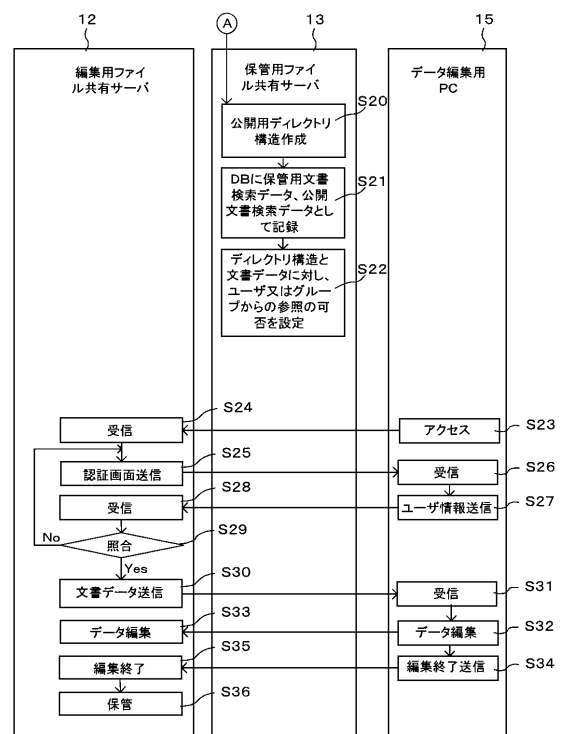 12
A
13
15
編集用ファイ
ル共有サーバ
保管用ファイ
ル共有サーバ
データ編集用
PC
S20
公開用ディレクトリ
構造作成
S21
DBに保管用文書
検索データ、公開
文書検索データとし
て記録
S22
ディレクトリ構造と
文書データに対し、
ユーザ又はグルー
プからの参照の可
否を設定
S24
受信
アクセス
S23
S25
認証画面送信
受信
S26
S28
受信
ユーザ情報送信
S27
No
照合
S29
Yes
S30
文書データ送信
受信
S31
S33
データ編集
データ編集
S32
S35
編集終了
編集終了送信
S34
保管
S36